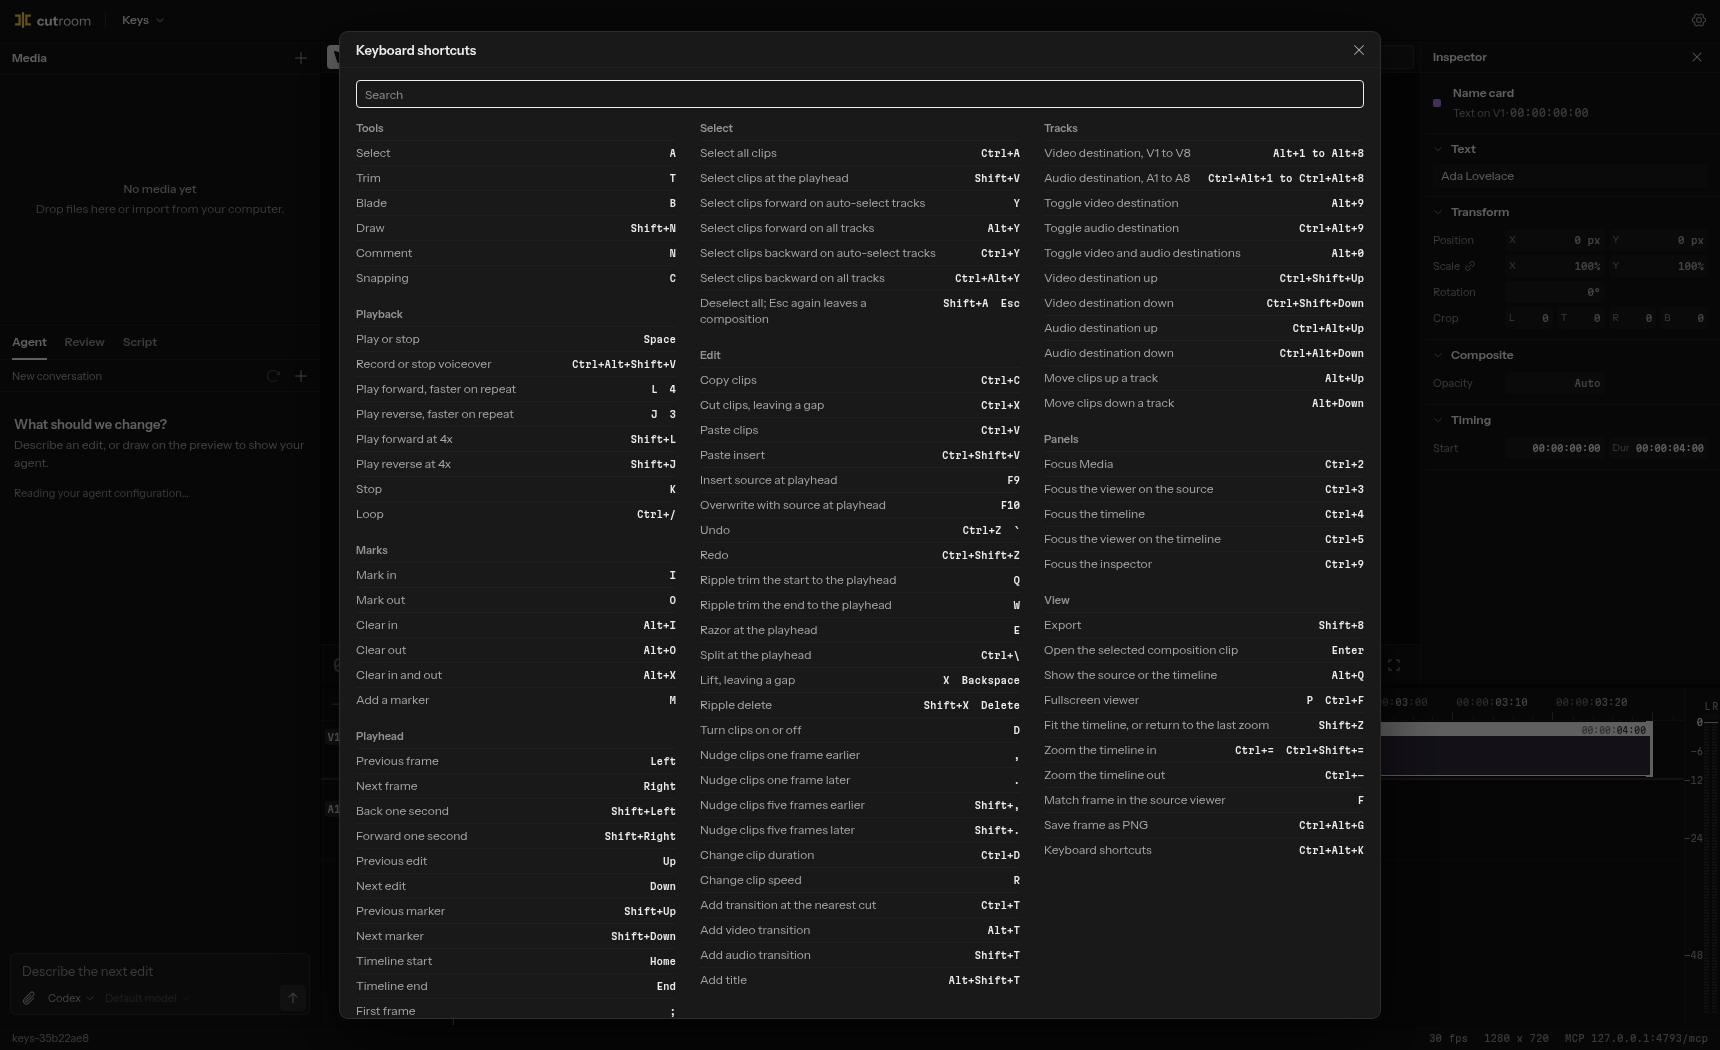 cutroom
Keys
Media
No media yet
Drop files here or import from your computer.
Agent
Review
Script
New conversation
What should we change?
Describe an edit, or draw on the preview to show your
agent.
Reading your agent configuration...
Describe the next edit
Codex
Default model
keys-35b22ae8
Keyboard shortcuts
Search
Tools
Select A
Trim T
Blade B
Draw Shift+N
Comment N
Snapping C
Playback
Play or stop Space
Record or stop voiceover Ctrl+Alt+Shift+V
Play forward, faster on repeat L 4
Play reverse, faster on repeat J 3
Play forward at 4x Shift+L
Play reverse at 4x Shift+J
Stop K
Loop Ctrl+/
Marks
Mark in I
Mark out O
Clear in Alt+I
Clear out Alt+O
Clear in and out Alt+X
Add a marker M
Playhead
Previous frame Left
Next frame Right
Back one second Shift+Left
Forward one second Shift+Right
Previous edit Up
Next edit Down
Previous marker Shift+Up
Next marker Shift+Down
Timeline start Home
Timeline end End
First frame ;
Select
Select all clips Ctrl+A
Select clips at the playhead Shift+V
Select clips forward on auto-select tracks Y
Select clips forward on all tracks Alt+Y
Select clips backward on auto-select tracks Ctrl+Y
Select clips backward on all tracks Ctrl+Alt+Y
Deselect all; Esc again leaves a Shift+A Esc
composition
Edit
Copy clips Ctrl+C
Cut clips, leaving a gap Ctrl+X
Paste clips Ctrl+V
Paste insert Ctrl+Shift+V
Insert source at playhead F9
Overwrite with source at playhead F10
Undo Ctrl+Z `
Redo Ctrl+Shift+Z
Ripple trim the start to the playhead Q
Ripple trim the end to the playhead W
Razor at the playhead E
Split at the playhead Ctrl+\
Lift, leaving a gap X Backspace
Ripple delete Shift+X Delete
Turn clips on or off D
Nudge clips one frame earlier ,
Nudge clips one frame later .
Nudge clips five frames earlier Shift+,
Nudge clips five frames later Shift+.
Change clip duration Ctrl+D
Change clip speed R
Add transition at the nearest cut Ctrl+T
Add video transition Alt+T
Add audio transition Shift+T
Add title Alt+Shift+T
Tracks
Video destination, V1 to V8 Alt+1 to Alt+8
Audio destination, A1 to A8 Ctrl+Alt+1 to Ctrl+Alt+8
Toggle video destination Alt+9
Toggle audio destination Ctrl+Alt+9
Toggle video and audio destinations Alt+0
Video destination up Ctrl+Shift+Up
Video destination down Ctrl+Shift+Down
Audio destination up Ctrl+Alt+Up
Audio destination down Ctrl+Alt+Down
Move clips up a track Alt+Up
Move clips down a track Alt+Down
Panels
Focus Media Ctrl+2
Focus the viewer on the source Ctrl+3
Focus the timeline Ctrl+4
Focus the viewer on the timeline Ctrl+5
Focus the inspector Ctrl+9
View
Export Shift+8
Open the selected composition clip Enter
Show the source or the timeline Alt+Q
Fullscreen viewer P Ctrl+F
Fit the timeline, or return to the last zoom Shift+Z
Zoom the timeline in Ctrl+= Ctrl+Shift+=
Zoom the timeline out Ctrl+-
Match frame in the source viewer F
Save frame as PNG Ctrl+Alt+G
Keyboard shortcuts Ctrl+Alt+K
Inspector
Name card
Text on V1·00:00:00:00
Text
Ada Lovelace
Transform
Position X 0 px Y 0 px
Scale X 100% Y 100%
Rotation 0°
Crop L 0 T 0 R 0 B 0
Composite
Opacity Auto
Timing
Start 00:00:00:00 Dur 00:00:04:00
V1
A1
:03:00 00:00:03:10 00:00:03:20
00:00:04:00
L R
0
-6
-12
-24
-48
30 fps 1280 x 720 MCP 127.0.0.1:4793/mcp